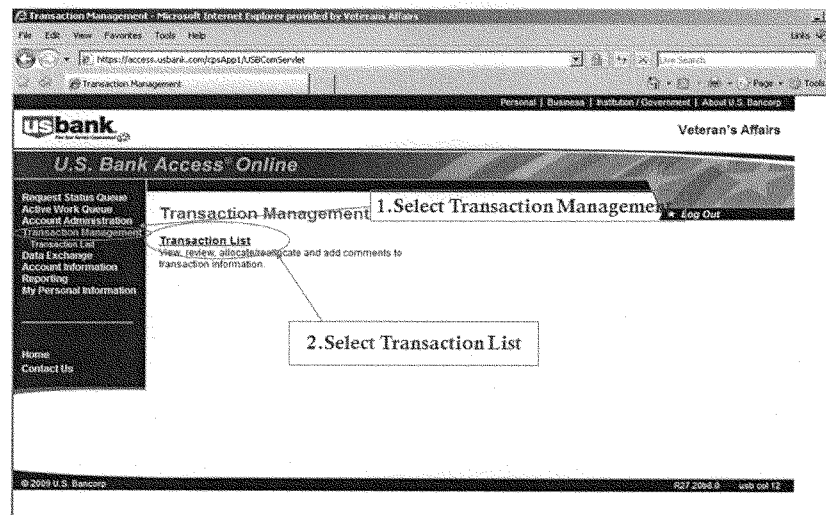 Transaction Management - Microsoft Internet Explorer provided by Veterans Affairs
File Edit View Favorites Tools Help
Links
https://access.usbank.com/cpsApp1/USBComServlet
Live Search
Transaction Management
Page Tools
Personal | Business | Institution / Government | About U.S. Bancorp
usbank
Veteran's Affairs
U.S. Bank Access® Online
Request Status Queue
Active Work Queue
Account Administration
Transaction Management
Transaction List
Data Exchange
Account Information
Reporting
My Personal Information
Home
Contact Us
Transaction Management
1.Select Transaction Management
Log Out
Transaction List
View, review, allocate/reallocate and add comments to
transaction information.
2.Select Transaction List
© 2009 U.S. Bancorp
usb col 12